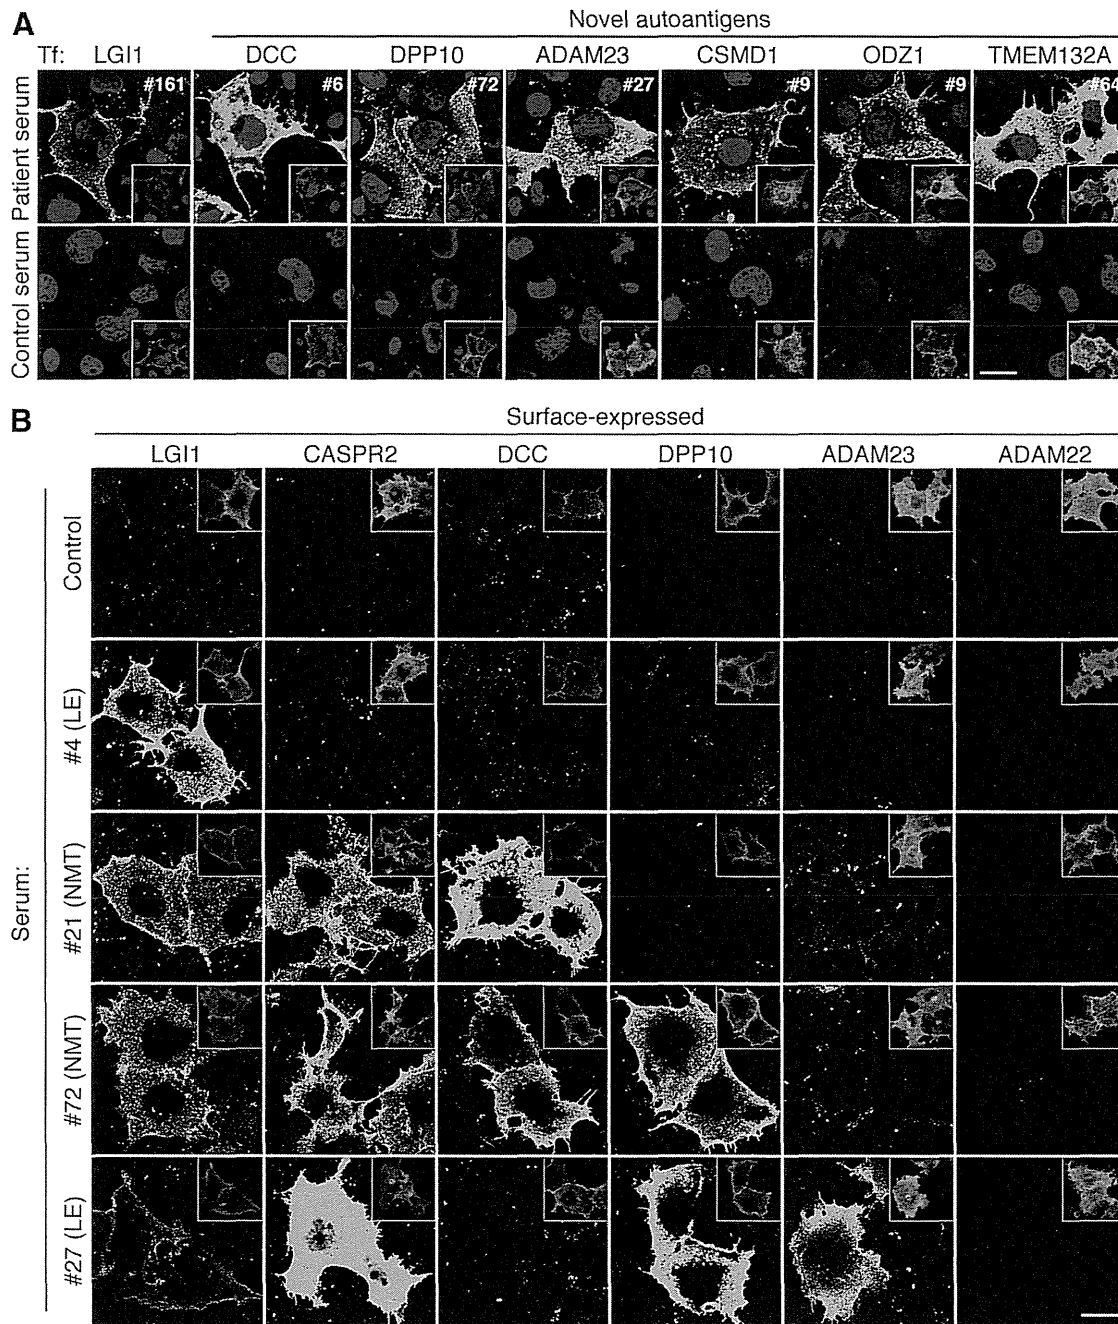 A
Novel autoantigens
Tf: LGI1 DCC DPP10 ADAM23 CSMD1 ODZ1 TMEM132A
Patient serum
#161 #6 #72 #27 #9 #9 #64
Control serum
B
Surface-expressed
LGI1 CASPR2 DCC DPP10 ADAM23 ADAM22
Serum:
Control
#4 (LE)
#21 (NMT)
#72 (NMT)
#27 (LE)